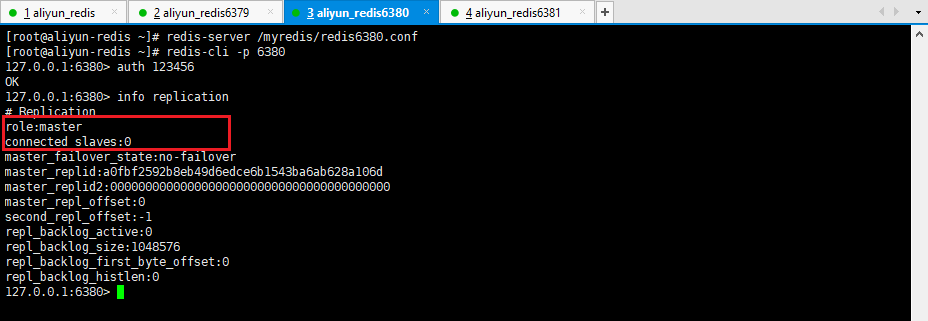 1 aliyun_redis × 2 aliyun_redis6379 × 3 aliyun_redis6380 × 4 aliyun_redis6381 × +
[root@aliyun-redis ~]# redis-server /myredis/redis6380.conf
[root@aliyun-redis ~]# redis-cli -p 6380
127.0.0.1:6380> auth 123456
OK
127.0.0.1:6380> info replication
# Replication
role:master
connected_slaves:0
master_failover_state:no-failover
master_replid:a0fbf2592b8eb49d6edce6b1543ba6ab628a106d
master_replid2:0000000000000000000000000000000000000000
master_repl_offset:0
second_repl_offset:-1
repl_backlog_active:0
repl_backlog_size:1048576
repl_backlog_first_byte_offset:0
repl_backlog_histlen:0
127.0.0.1:6380>